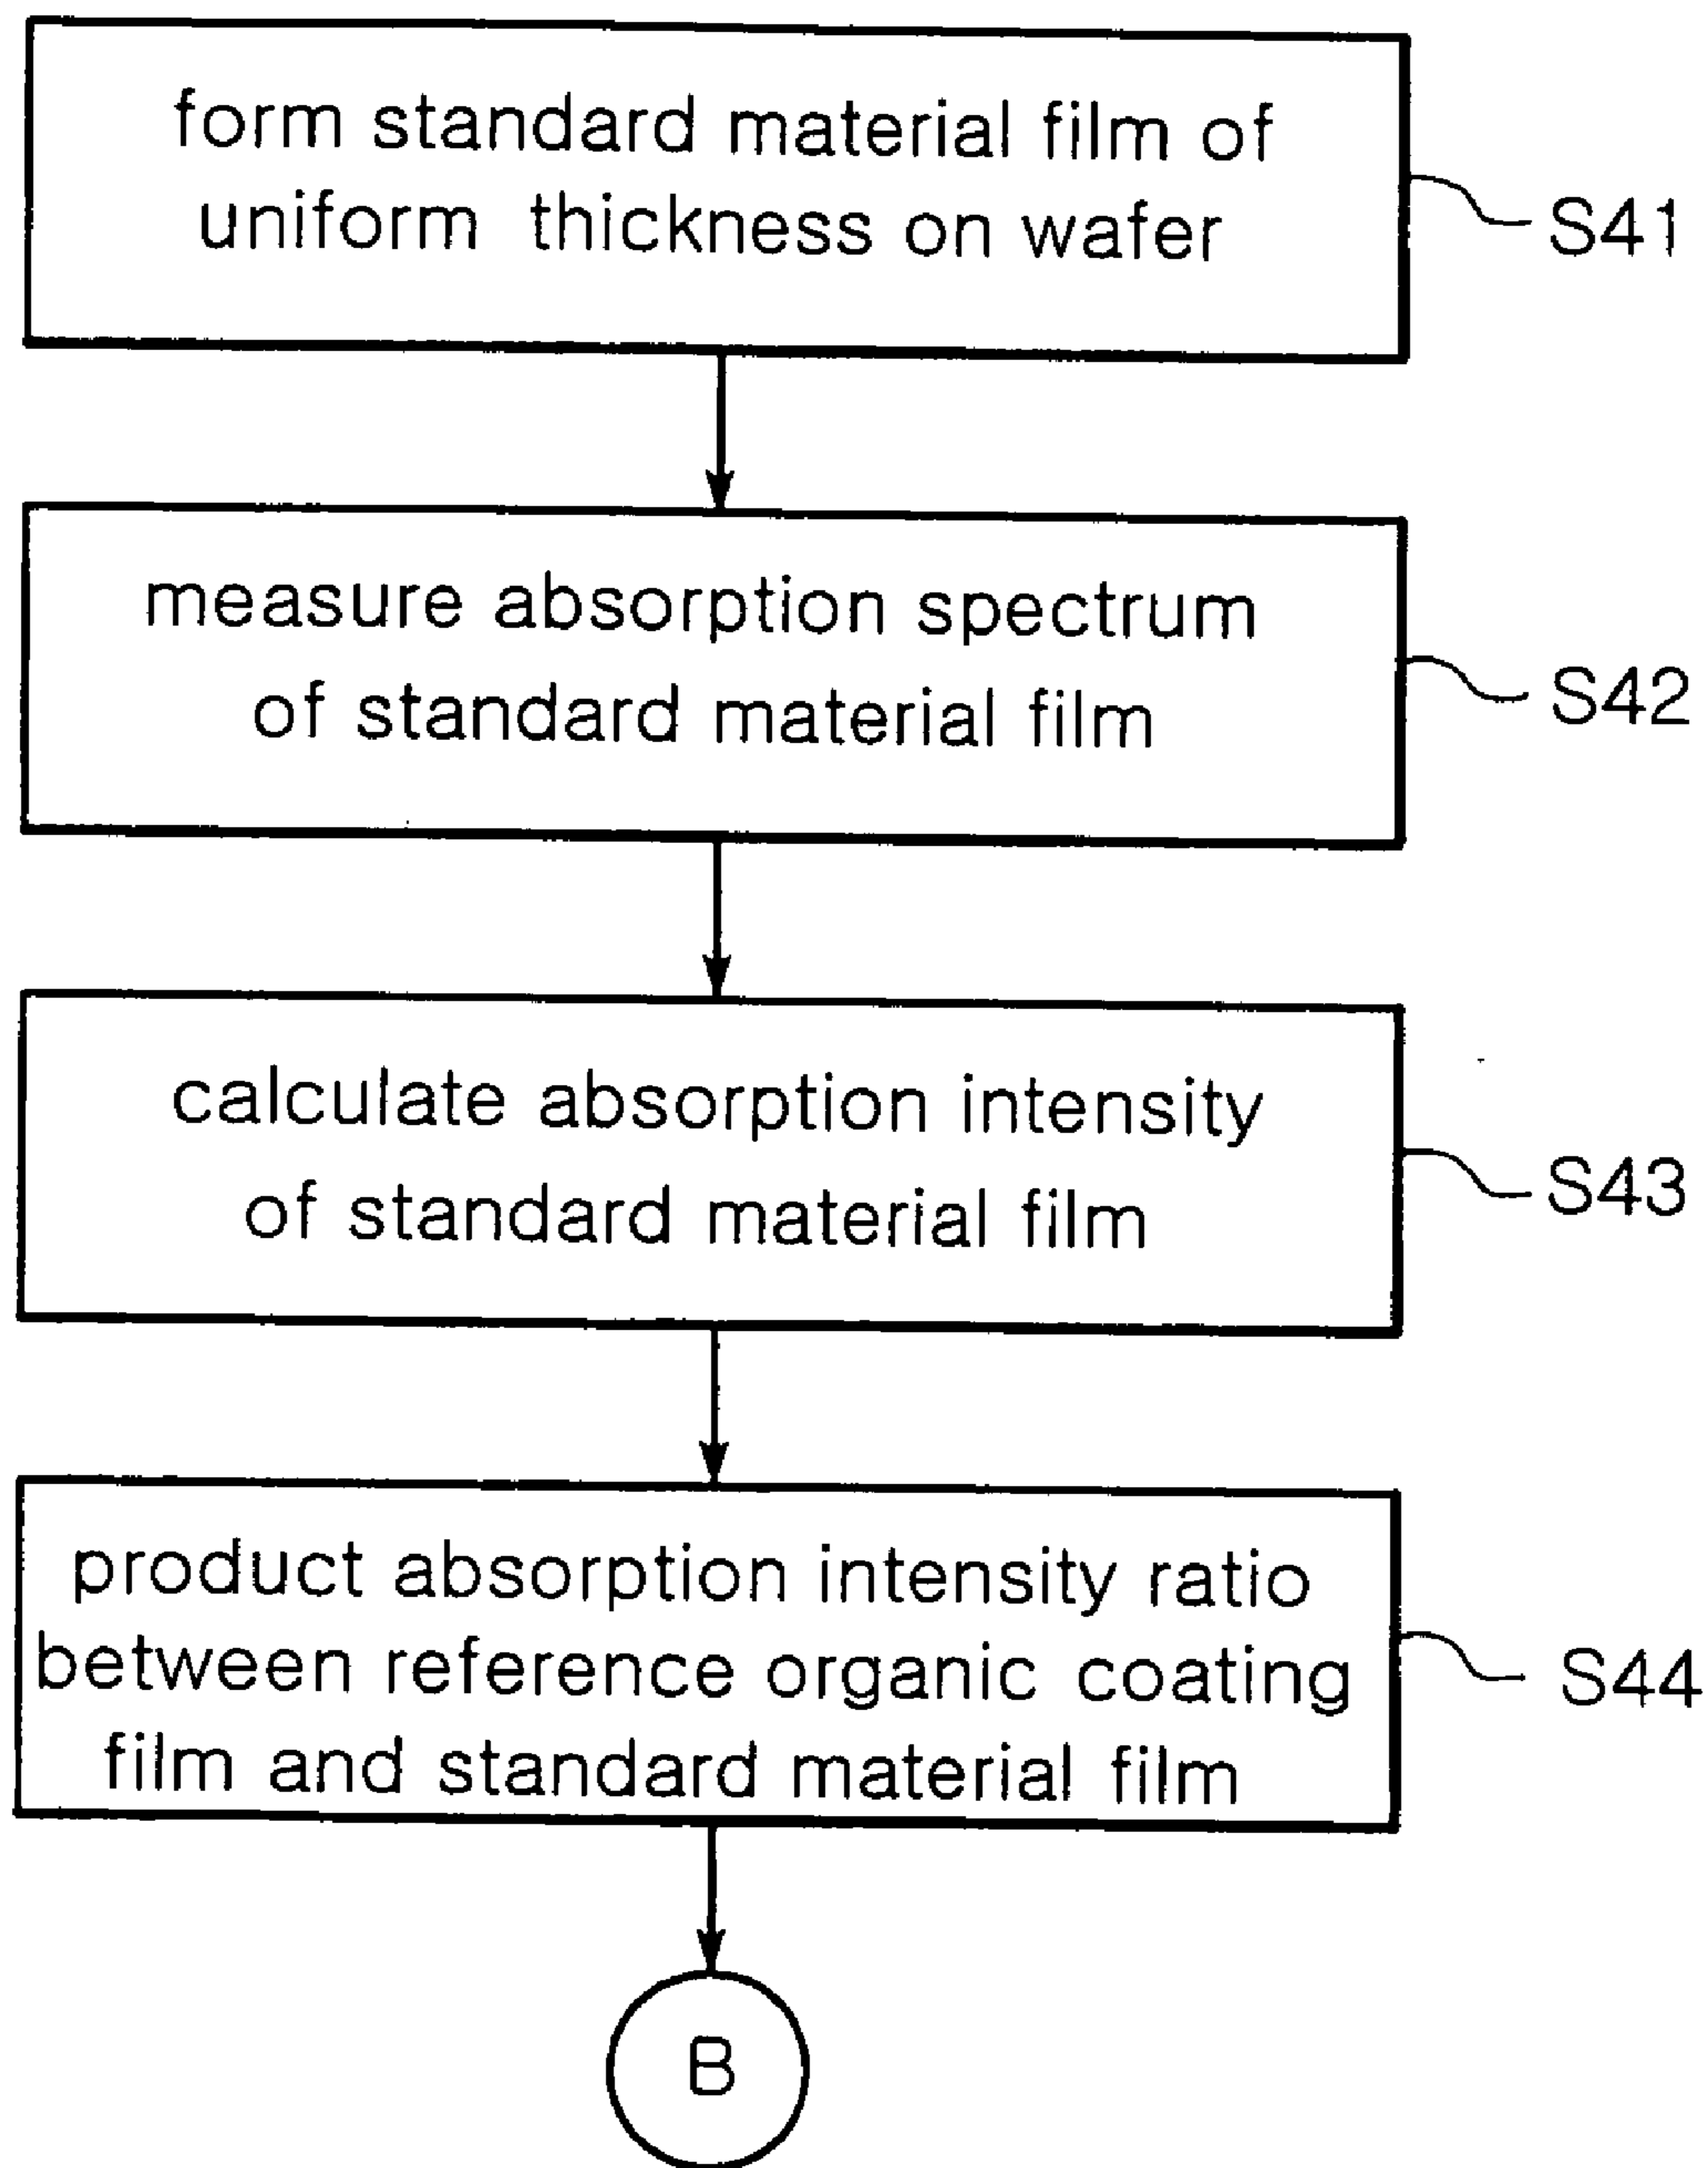 form standard material film of
uniform thickness on wafer
S41
measure absorption spectrum
of standard material film
S42
calculate absorption intensity
of standard material film
S43
product absorption intensity ratio
between reference organic coating
film and standard material film
S44
B